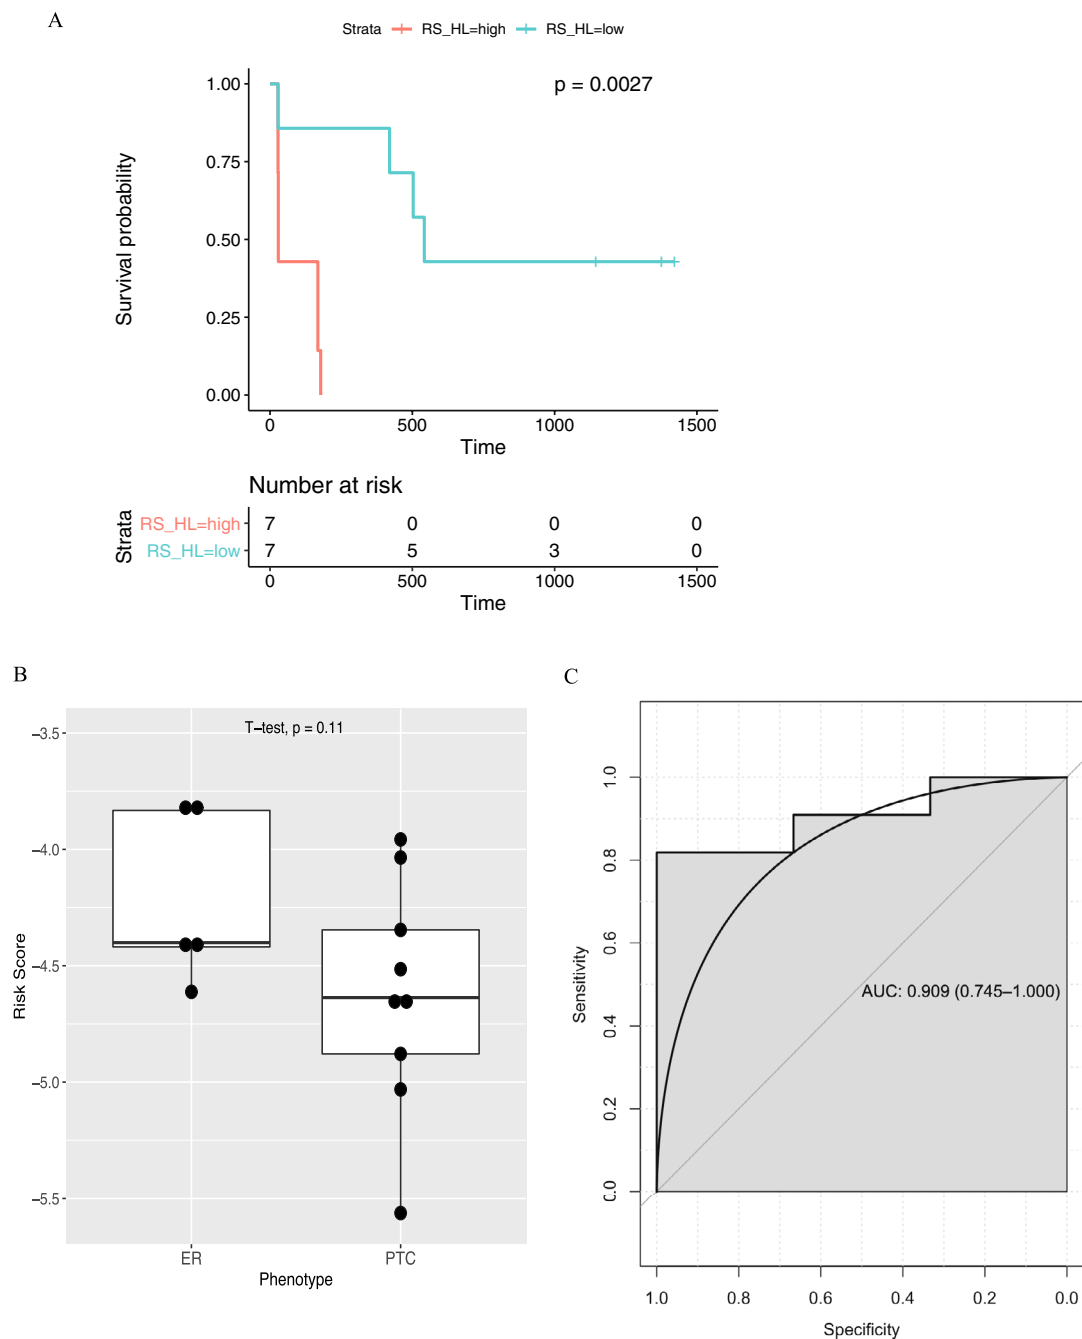 A
Strata RS_HL=high RS_HL=low
p = 0.0027
1.00
0.75
0.50
0.25
0.00
Survival probability
0 500 1000 1500
Time
Number at risk
Strata
RS_HL=high 7 0 0 0
RS_HL=low 7 5 3 0
0 500 1000 1500
Time
B
T−test, p = 0.11
−3.5
−4.0
−4.5
−5.0
−5.5
Risk Score
ER PTC
Phenotype
C
1.0
0.8
0.6
0.4
0.2
0.0
Sensitivity
AUC: 0.909 (0.745−1.000)
1.0 0.8 0.6 0.4 0.2 0.0
Specificity